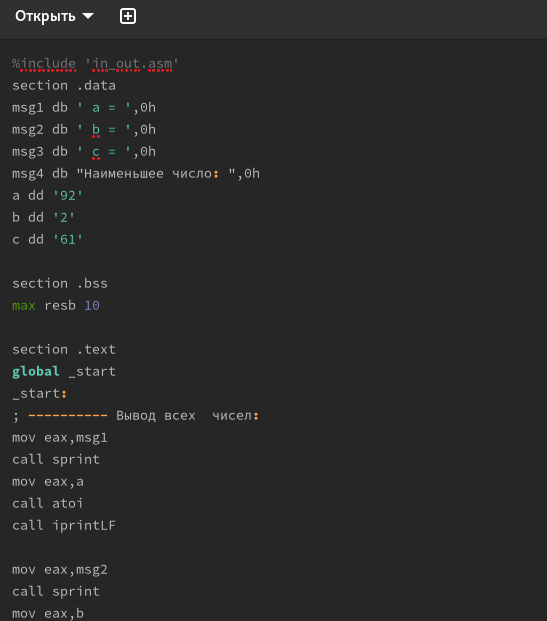 Открыть
%include 'in_out.asm'
section .data
msg1 db ' a = ',0h
msg2 db ' b = ',0h
msg3 db ' c = ',0h
msg4 db "Наименьшее число: ",0h
a dd '92'
b dd '2'
c dd '61'
section .bss
max resb 10
section .text
global _start
_start:
; ---------- Вывод всех  чисел:
mov eax,msg1
call sprint
mov eax,a
call atoi
call iprintLF
mov eax,msg2
call sprint
mov eax,b